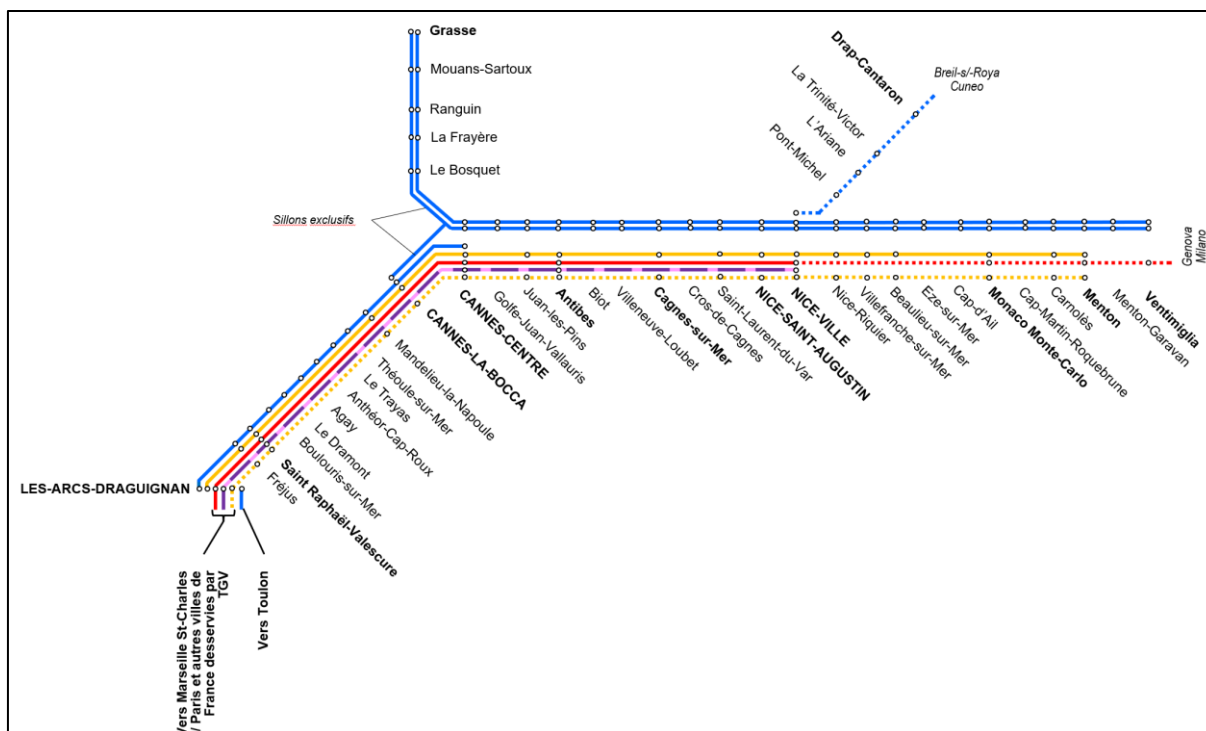 Grasse
Mouans-Sartoux
Ranguin
La Frayère
Le Bosquet
Sillons exclusifs
Drap-Cantaron
La Trinité-Victor
L'Ariane
Pont-Michel
Breil-s/-Roya
Cuneo
Genova
Milano
CANNES-CENTRE
Golfe-Juan-Vallauris
Juan-les-Pins
Antibes
Biot
Villeneuve-Loubet
Cagnes-sur-Mer
Cros-de-Cagnes
Saint-Laurent-du-Var
NICE-SAINT-AUGUSTIN
NICE-VILLE
Nice-Riquier
Villefranche-sur-Mer
Beaulieu-sur-Mer
Eze-sur-Mer
Cap-d'Ail
Monaco Monte-Carlo
Cap-Martin-Roquebrune
Carnolès
Menton
Menton-Garavan
Ventimiglia
CANNES-LA-BOCCA
Mandelieu-la-Napoule
Théoule-sur-Mer
Le Trayas
Anthéor-Cap-Roux
Agay
Le Dramont
Boulouris-sur-Mer
Saint Raphaël-Valescure
Fréjus
LES-ARCS-DRAGUIGNAN
Vers Marseille St-Charles
/ Paris et autres villes de
France desservies par
TGV
Vers Toulon